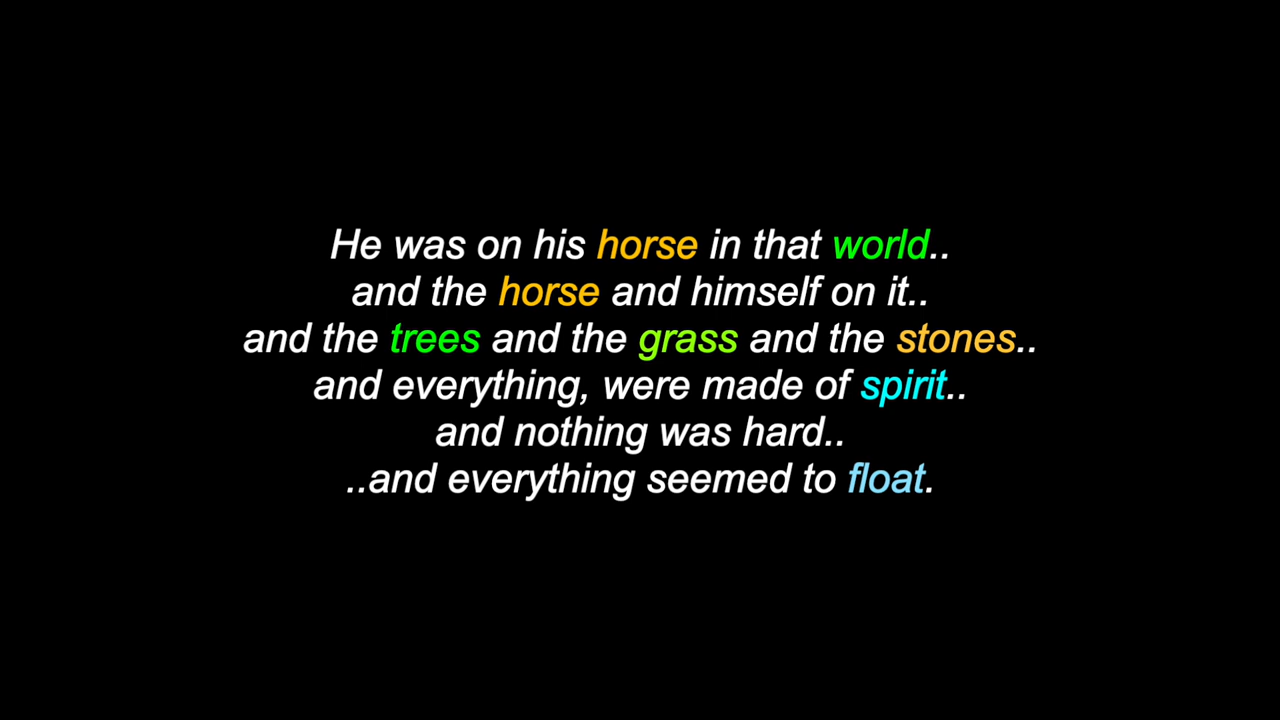 He was on his horse in that world..
and the horse and himself on it..
and the trees and the grass and the stones..
and everything, were made of spirit..
and nothing was hard..
..and everything seemed to float.